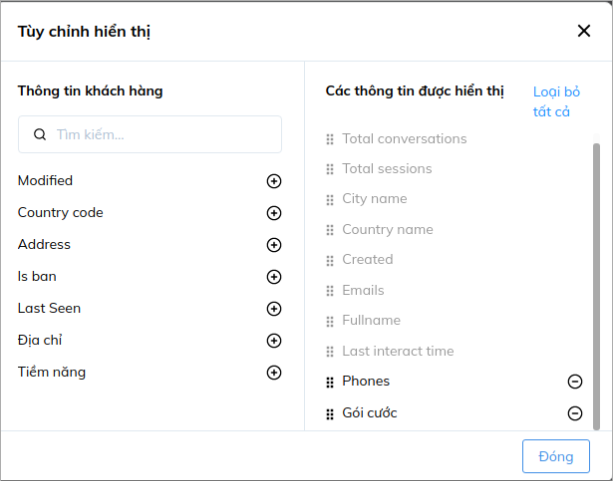 Tùy chỉnh hiển thị
Thông tin khách hàng
Tìm kiếm...
Modified
Country code
Address
Is ban
Last Seen
Địa chỉ
Tiềm năng
Các thông tin được hiển thị
Loại bỏ
tất cả
Total conversations
Total sessions
City name
Country name
Created
Emails
Fullname
Last interact time
Phones
Gói cước
Đóng